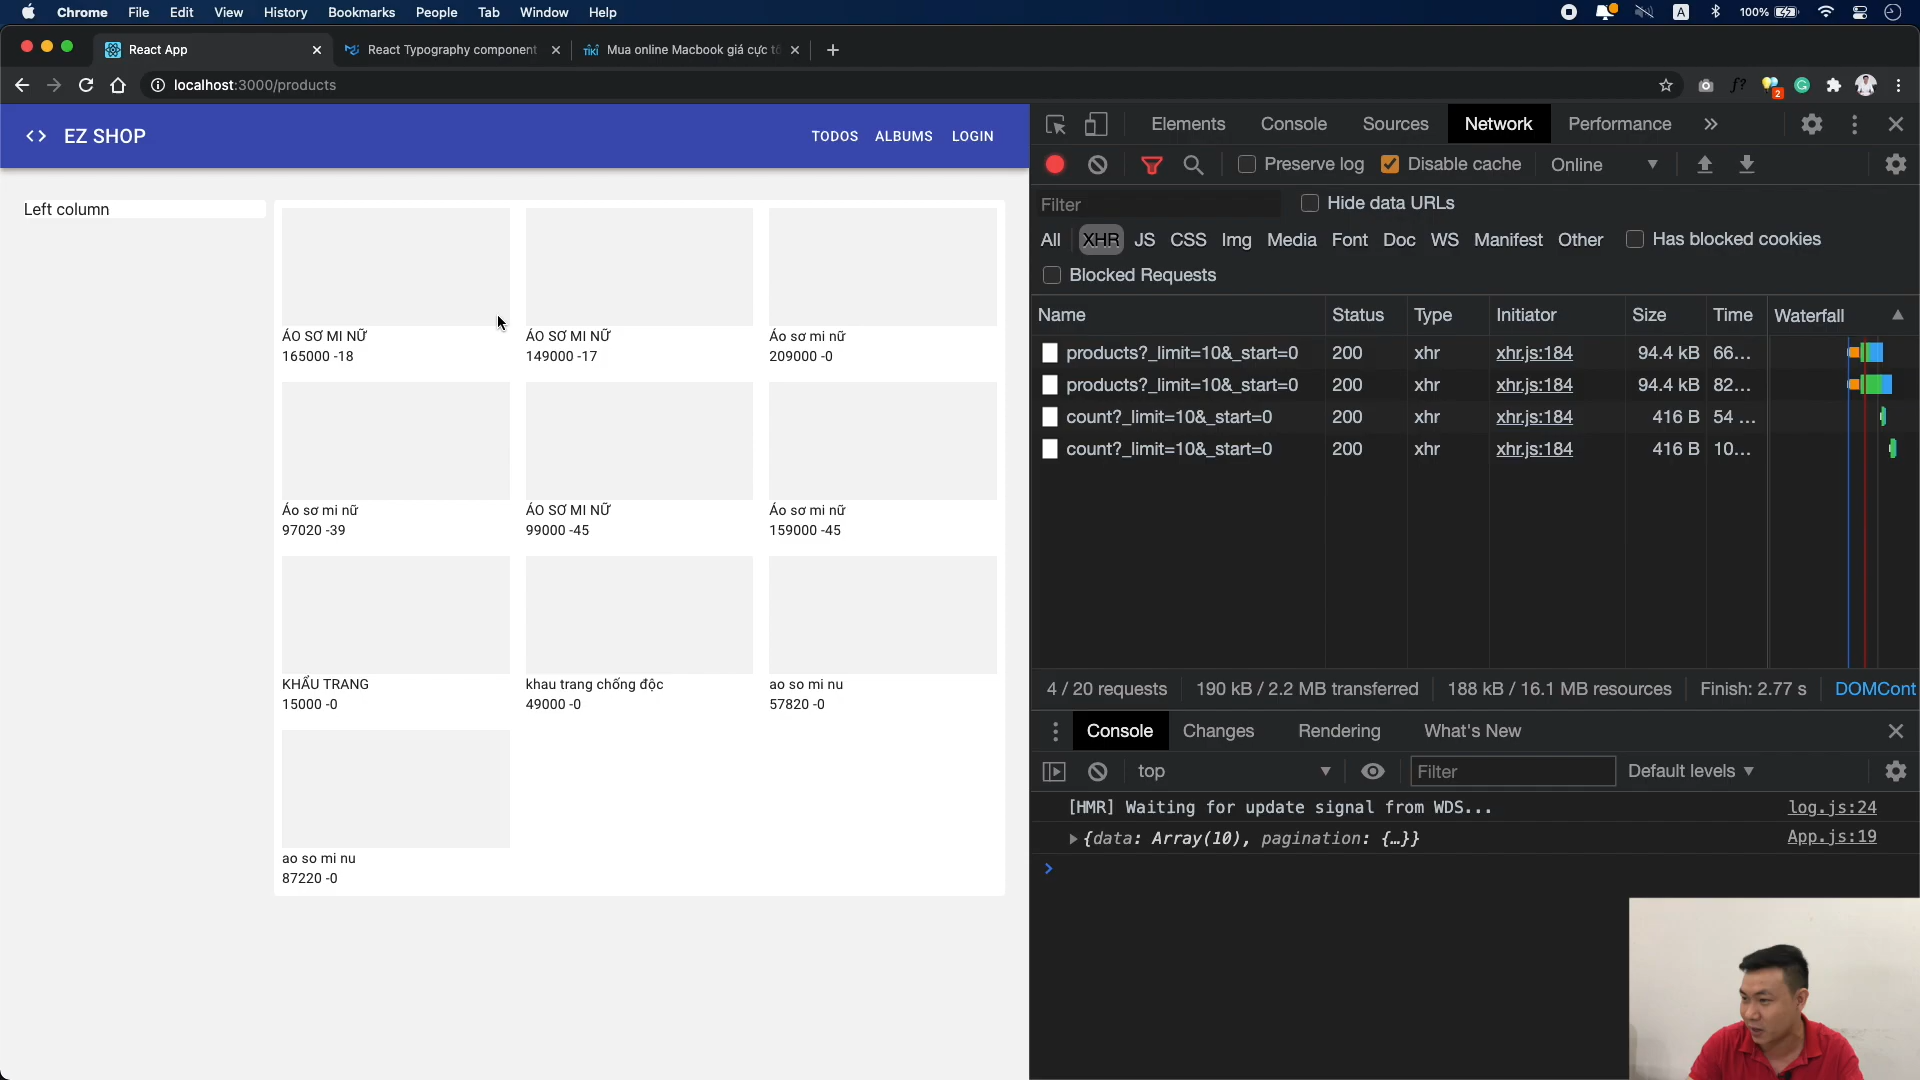 Chrome File Edit View History Bookmarks People Tab Window Help
A 100%
React App
React Typography component
TIKI Mua online Macbook giá cực tố
localhost:3000/products
f? 2
EZ SHOP
TODOS ALBUMS LOGIN
Left column
ÁO SƠ MI NỮ
165000 -18
ÁO SƠ MI NỮ
149000 -17
Áo sơ mi nữ
209000 -0
Áo sơ mi nữ
97020 -39
ÁO SƠ MI NỮ
99000 -45
Áo sơ mi nữ
159000 -45
KHẨU TRANG
15000 -0
khau trang chống độc
49000 -0
ao so mi nu
57820 -0
ao so mi nu
87220 -0
Elements Console Sources Network Performance
Preserve log Disable cache Online
Filter Hide data URLs
All XHR JS CSS Img Media Font Doc WS Manifest Other Has blocked cookies
Blocked Requests
Name Status Type Initiator Size Time Waterfall
products?_limit=10&_start=0 200 xhr xhr.js:184 94.4 kB 66...
products?_limit=10&_start=0 200 xhr xhr.js:184 94.4 kB 82...
count?_limit=10&_start=0 200 xhr xhr.js:184 416 B 54 ...
count?_limit=10&_start=0 200 xhr xhr.js:184 416 B 10...
4 / 20 requests 190 kB / 2.2 MB transferred 188 kB / 16.1 MB resources Finish: 2.77 s DOMCont
Console Changes Rendering What's New
top Filter Default levels
[HMR] Waiting for update signal from WDS... log.js:24
{data: Array(10), pagination: {…}} App.js:19